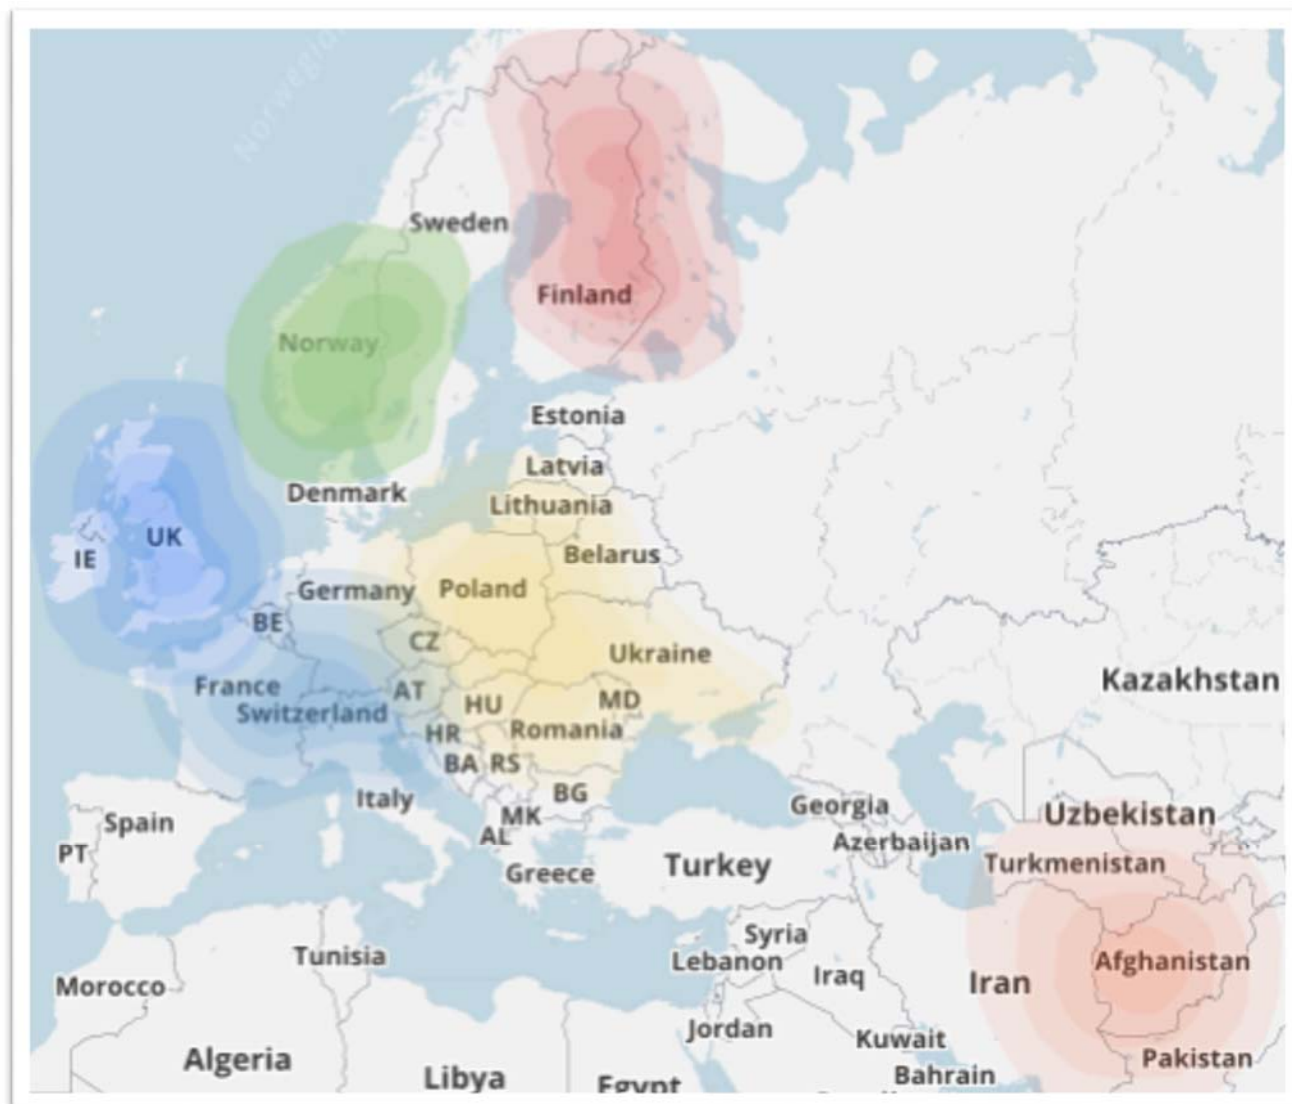 Norwegia
Sweden
Finland
Norway
Estonia
Latvia
Denmark
Lithuania
UK
IE
Belarus
Germany
Poland
BE
CZ
Ukraine
France
AT
Kazakhstan
Switzerland
HU
MD
HR
Romania
BA
RS
BG
Italy
Georgia
Uzbekistan
Spain
MK
AL
Azerbaijan
PT
Turkey
Turkmenistan
Greece
Syria
Tunisia
Lebanon
Iraq
Afghanistan
Iran
Morocco
Jordan
Kuwait
Algeria
Pakistan
Libya
Bahrain
Egypt